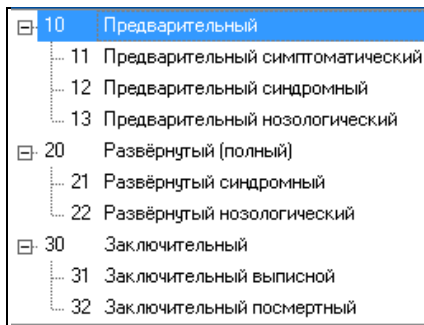 10 Предварительный
11 Предварительный симптоматический
12 Предварительный синдромный
13 Предварительный нозологический
20 Развёрнутый (полный)
21 Развёрнутый синдромный
22 Развёрнутый нозологический
30 Заключительный
31 Заключительный выписной
32 Заключительный посмертный